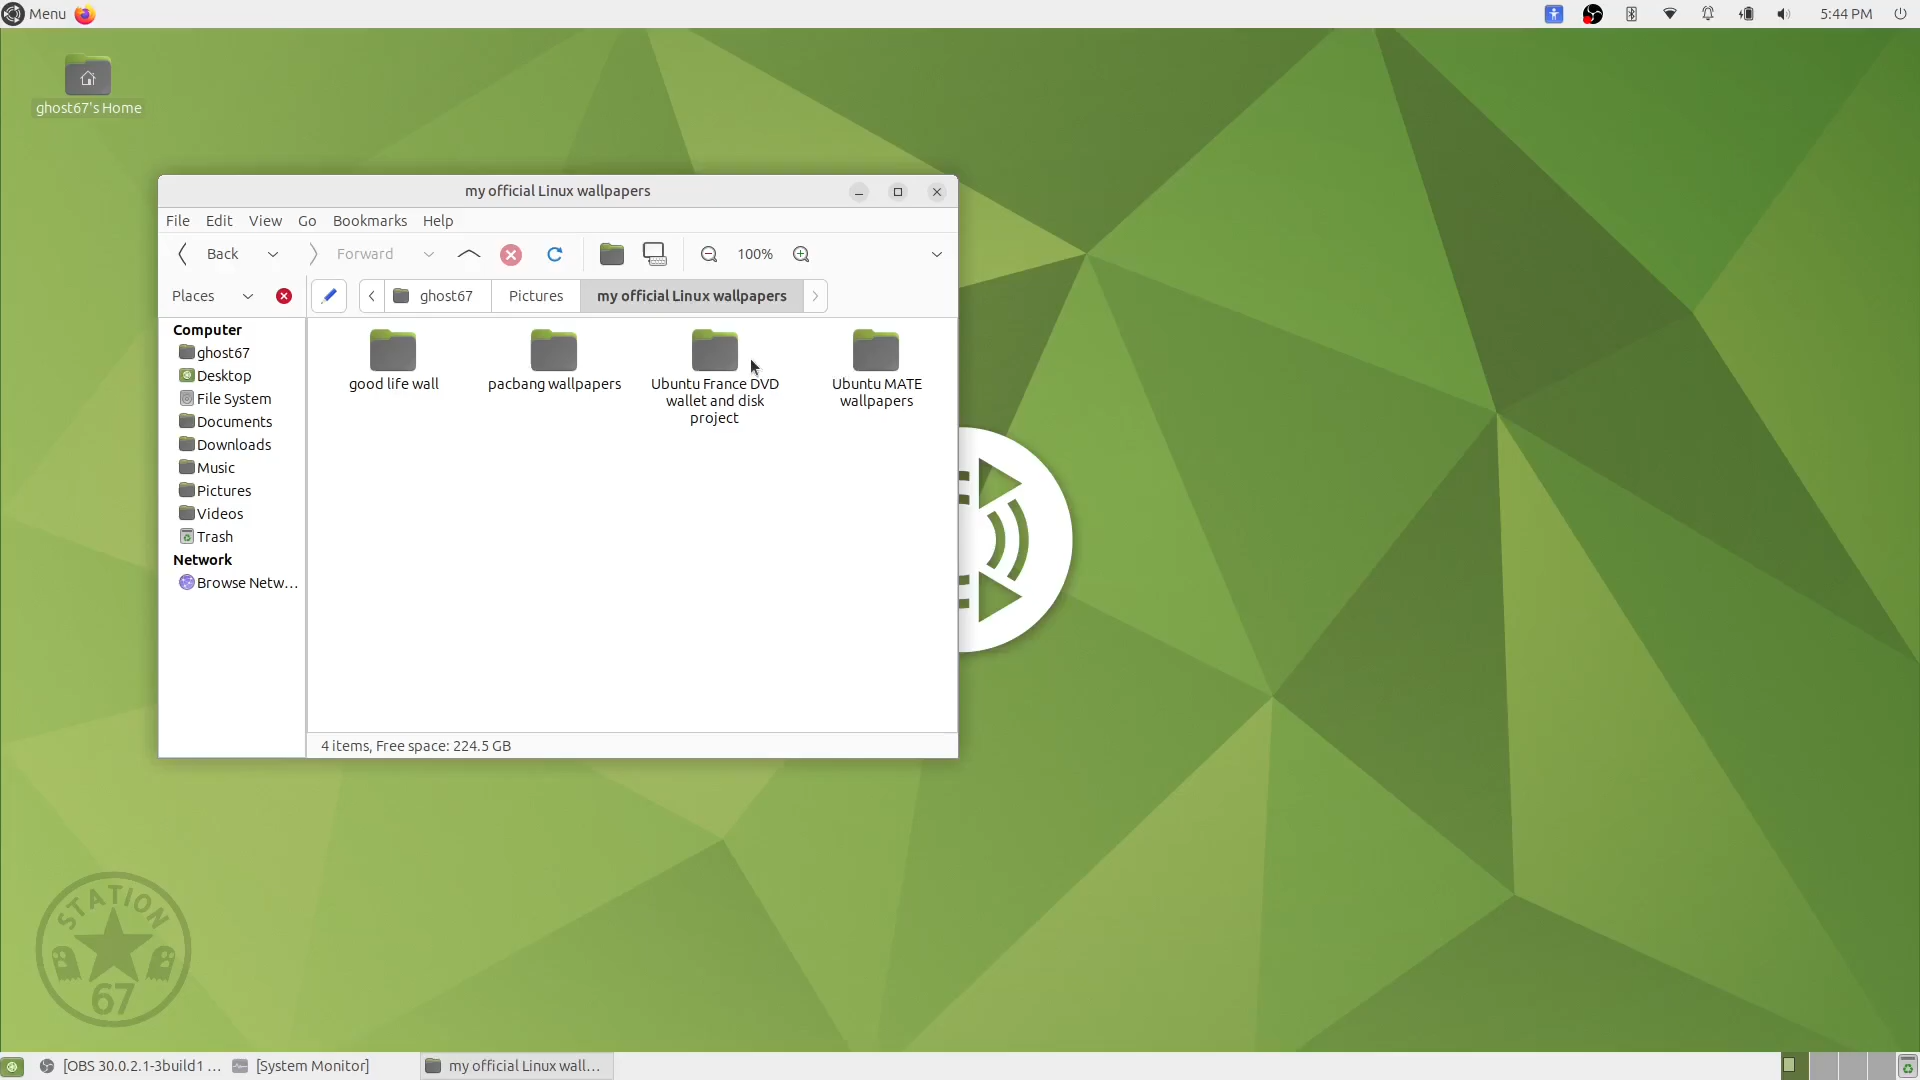 Menu
5:44 PM
ghost67's Home
my official Linux wallpapers
File Edit View Go Bookmarks Help
Back Forward 100%
Places ghost67 Pictures my official Linux wallpapers
Computer
ghost67
Desktop
File System
Documents
Downloads
Music
Pictures
Videos
Trash
Network
Browse Netw...
good life wall
pacbang wallpapers
Ubuntu France DVD
wallet and disk
project
Ubuntu MATE
wallpapers
4 items, Free space: 224.5 GB
STATION
67
[OBS 30.0.2.1-3build1 ... [System Monitor] my official Linux wall...